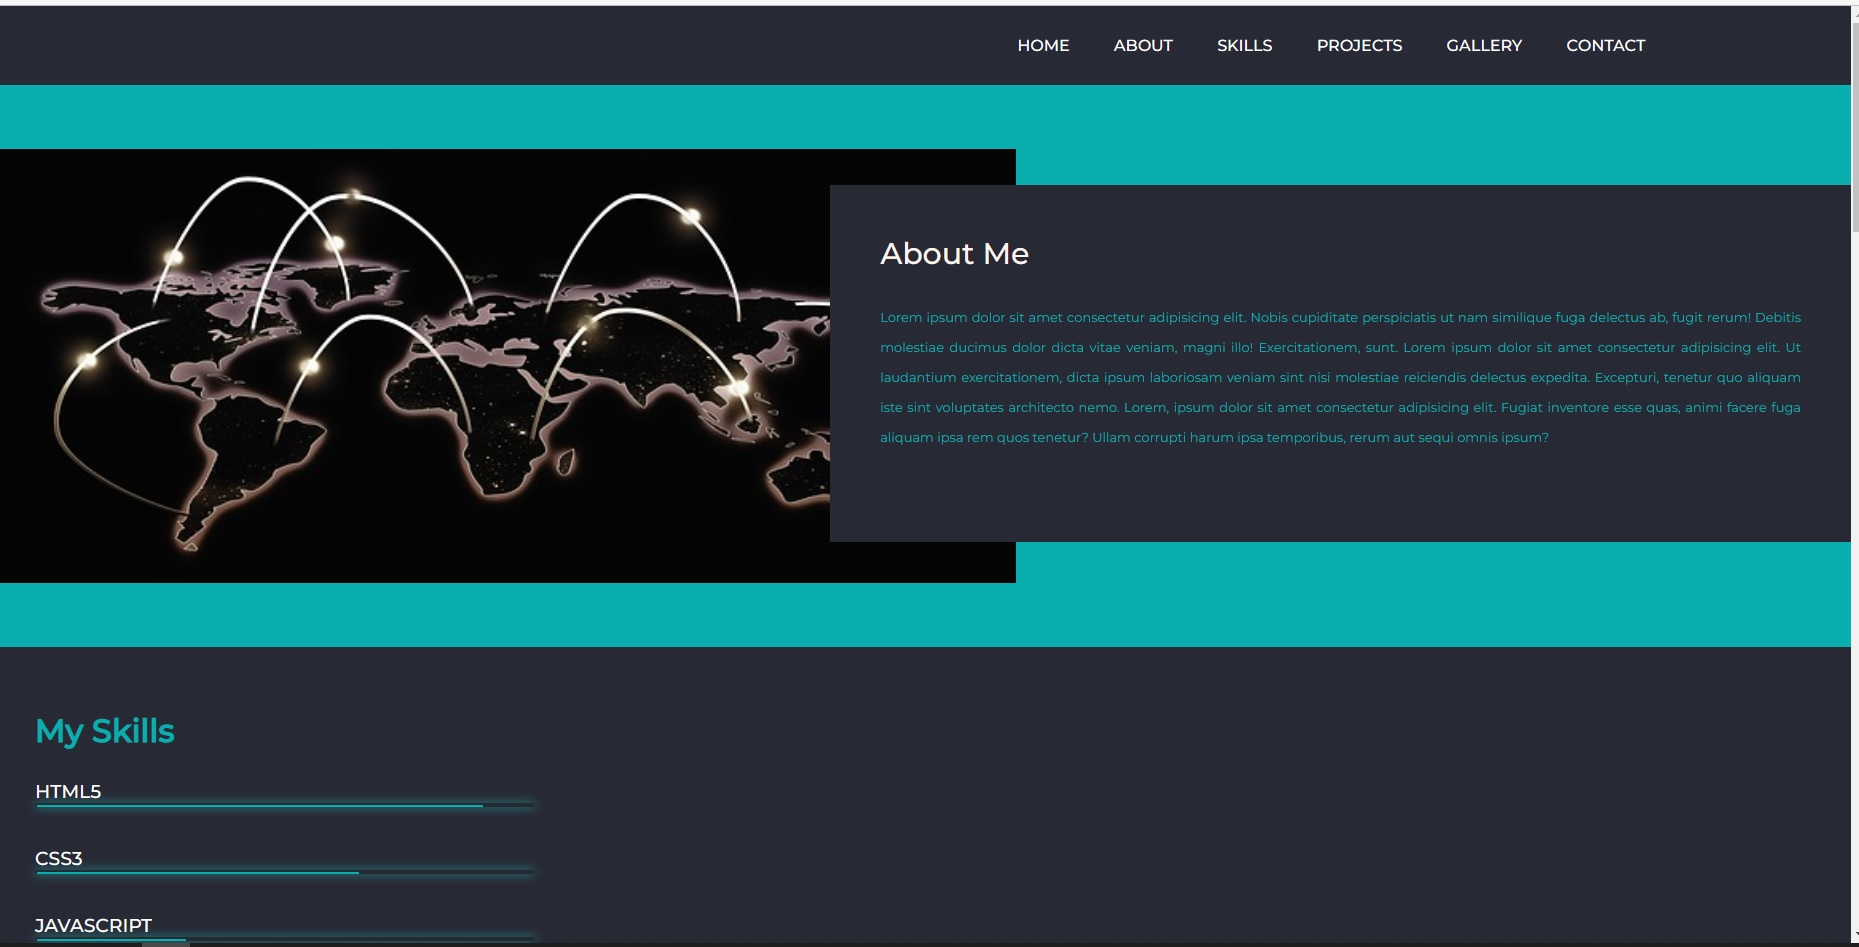 HOME ABOUT SKILLS PROJECTS GALLERY CONTACT
About Me
Lorem ipsum dolor sit amet consectetur adipisicing elit. Nobis cupiditate perspiciatis ut nam similique fuga delectus ab, fugit rerum! Debitis
molestiae ducimus dolor dicta vitae veniam, magni illo! Exercitationem, sunt. Lorem ipsum dolor sit amet consectetur adipisicing elit. Ut
laudantium exercitationem, dicta ipsum laboriosam veniam sint nisi molestiae reiciendis delectus expedita. Excepturi, tenetur quo aliquam
iste sint voluptates architecto nemo. Lorem, ipsum dolor sit amet consectetur adipisicing elit. Fugiat inventore esse quas, animi facere fuga
aliquam ipsa rem quos tenetur? Ullam corrupti harum ipsa temporibus, rerum aut sequi omnis ipsum?
My Skills
HTML5
CSS3
JAVASCRIPT